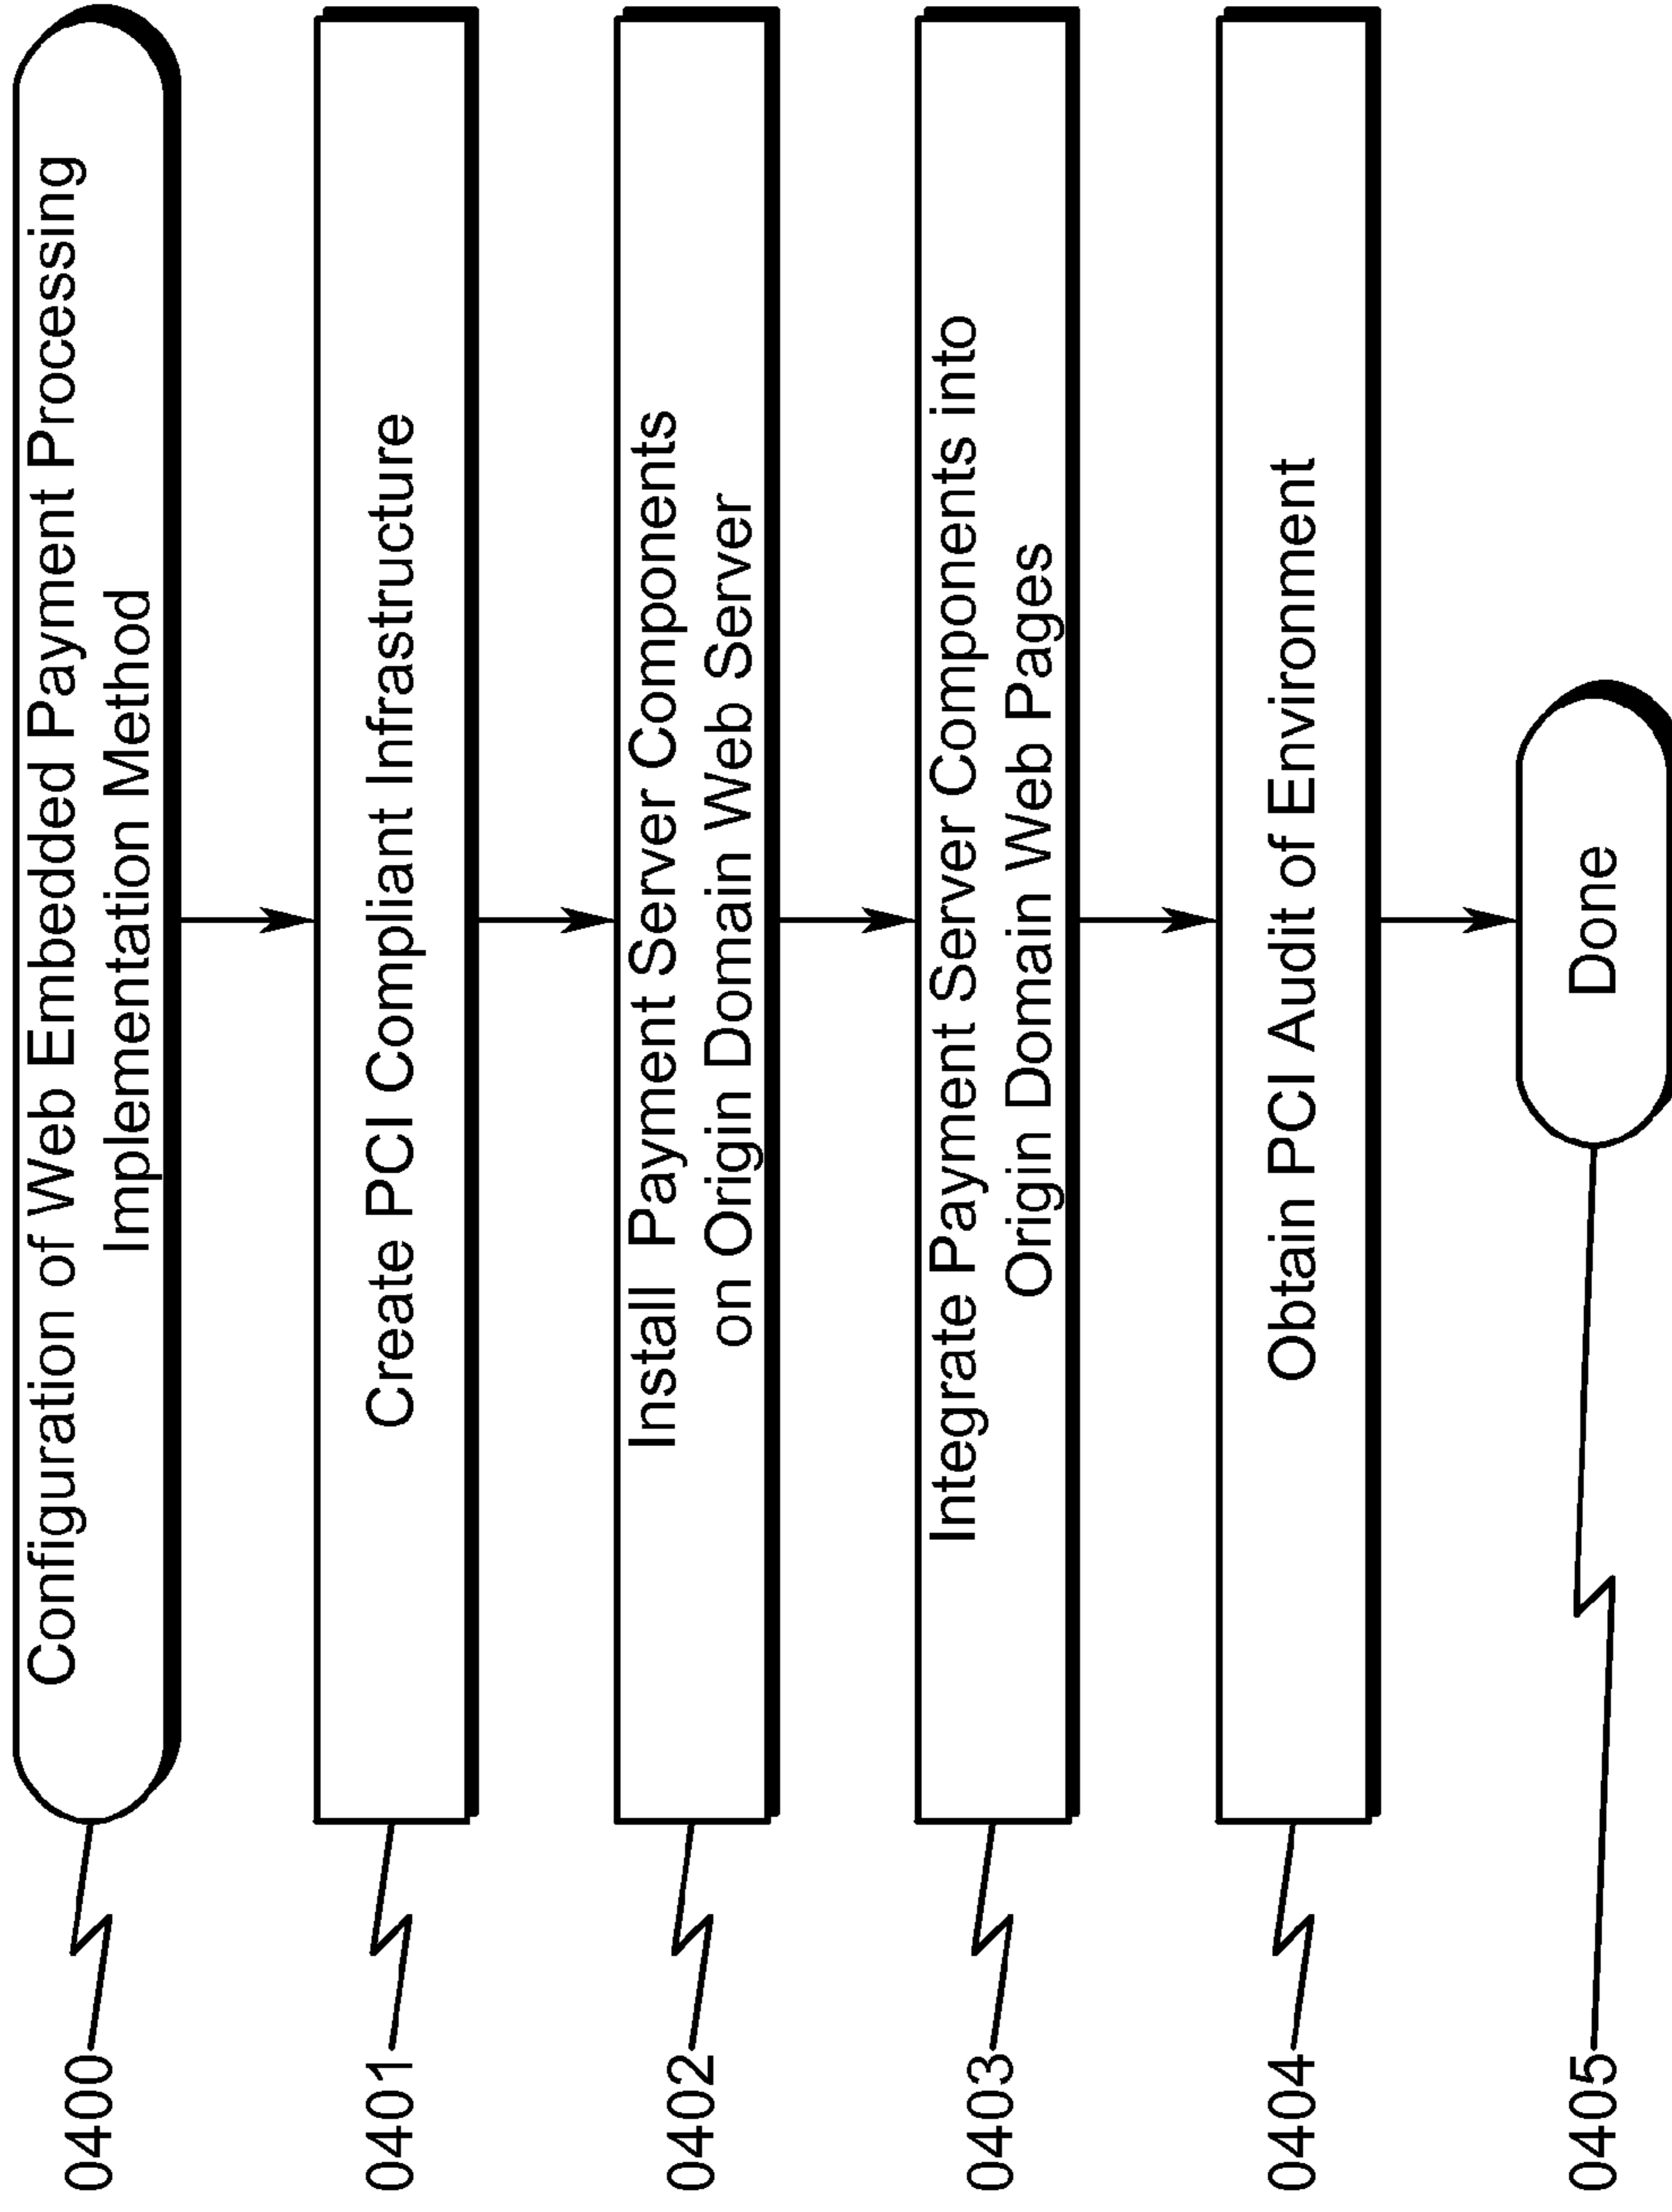 0400
Configuration of Web Embedded Payment Processing
Implementation Method
0401
Create PCI Compliant Infrastructure
0402
Install Payment Server Components
on Origin Domain Web Server
0403
Integrate Payment Server Components into
Origin Domain Web Pages
0404
Obtain PCI Audit of Environment
0405
Done